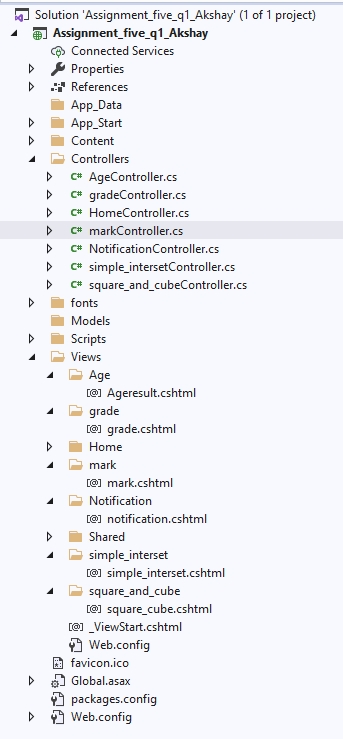 Solution 'Assignment_five_q1_Akshay' (1 of 1 project)
Assignment_five_q1_Akshay
Connected Services
Properties
References
App_Data
App_Start
Content
Controllers
C# AgeController.cs
C# gradeController.cs
C# HomeController.cs
C# markController.cs
C# NotificationController.cs
C# simple_intersetController.cs
C# square_and_cubeController.cs
fonts
Models
Scripts
Views
Age
[@] Ageresult.cshtml
grade
[@] grade.cshtml
Home
mark
[@] mark.cshtml
Notification
[@] notification.cshtml
Shared
simple_interset
[@] simple_interset.cshtml
square_and_cube
[@] square_cube.cshtml
[@] _ViewStart.cshtml
Web.config
favicon.ico
Global.asax
packages.config
Web.config